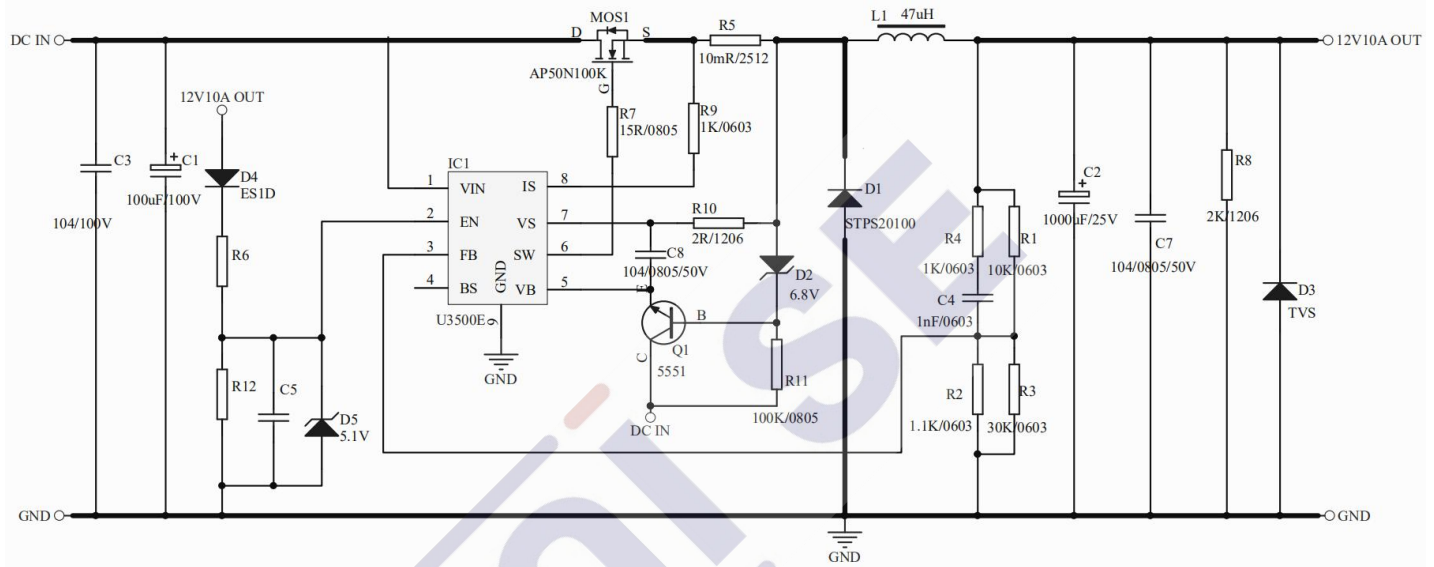 MOS1
L1 47uH
DC IN
D
S
R5
12V10A OUT
10mR/2512
AP50N100K
G
12V10A OUT
R7
15R/0805
R9
1K/0603
C3
C1
+
104/100V
100uF/100V
D4
ES1D
IC1
1 VIN IS 8
2 EN VS 7
3 FB SW 6
4 BS VB 5
GND
9
U3500E
GND
R10
2R/1206
C8
104/0805/50V
E
B
C
Q1
5551
DC IN
D2
6.8V
R11
100K/0805
D1
STPS20100
R4
1K/0603
R1
10K/0603
C4
1nF/0603
R2
1.1K/0603
R3
30K/0603
C2
+
1000uF/25V
C7
104/0805/50V
R8
2K/1206
D3
TVS
R6
R12
C5
D5
5.1V
GND
GND
GND
SE